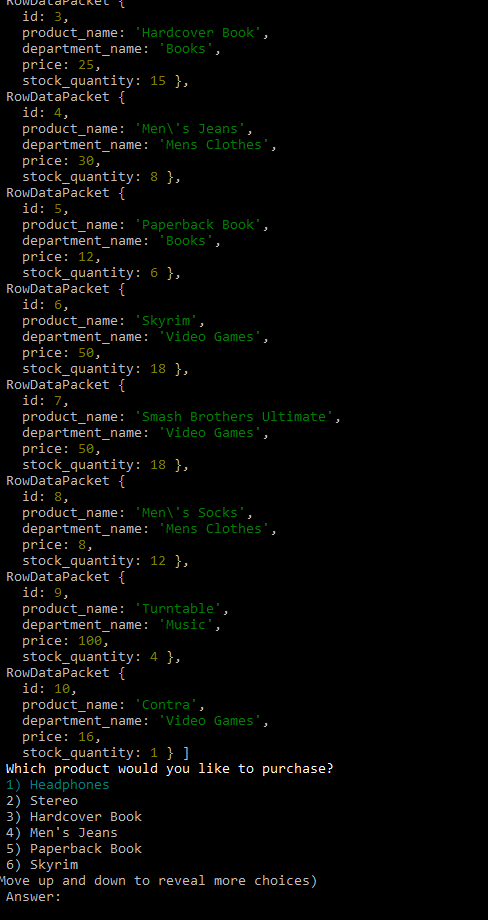 RowDataPacket {
id: 3,
product_name: 'Hardcover Book',
department_name: 'Books',
price: 25,
stock_quantity: 15 },
RowDataPacket {
id: 4,
product_name: 'Men\'s Jeans',
department_name: 'Mens Clothes',
price: 30,
stock_quantity: 8 },
RowDataPacket {
id: 5,
product_name: 'Paperback Book',
department_name: 'Books',
price: 12,
stock_quantity: 6 },
RowDataPacket {
id: 6,
product_name: 'Skyrim',
department_name: 'Video Games',
price: 50,
stock_quantity: 18 },
RowDataPacket {
id: 7,
product_name: 'Smash Brothers Ultimate',
department_name: 'Video Games',
price: 50,
stock_quantity: 18 },
RowDataPacket {
id: 8,
product_name: 'Men\'s Socks',
department_name: 'Mens Clothes',
price: 8,
stock_quantity: 12 },
RowDataPacket {
id: 9,
product_name: 'Turntable',
department_name: 'Music',
price: 100,
stock_quantity: 4 },
RowDataPacket {
id: 10,
product_name: 'Contra',
department_name: 'Video Games',
price: 16,
stock_quantity: 1 } ]
Which product would you like to purchase?
1) Headphones
2) Stereo
3) Hardcover Book
4) Men's Jeans
5) Paperback Book
6) Skyrim
Move up and down to reveal more choices)
Answer: